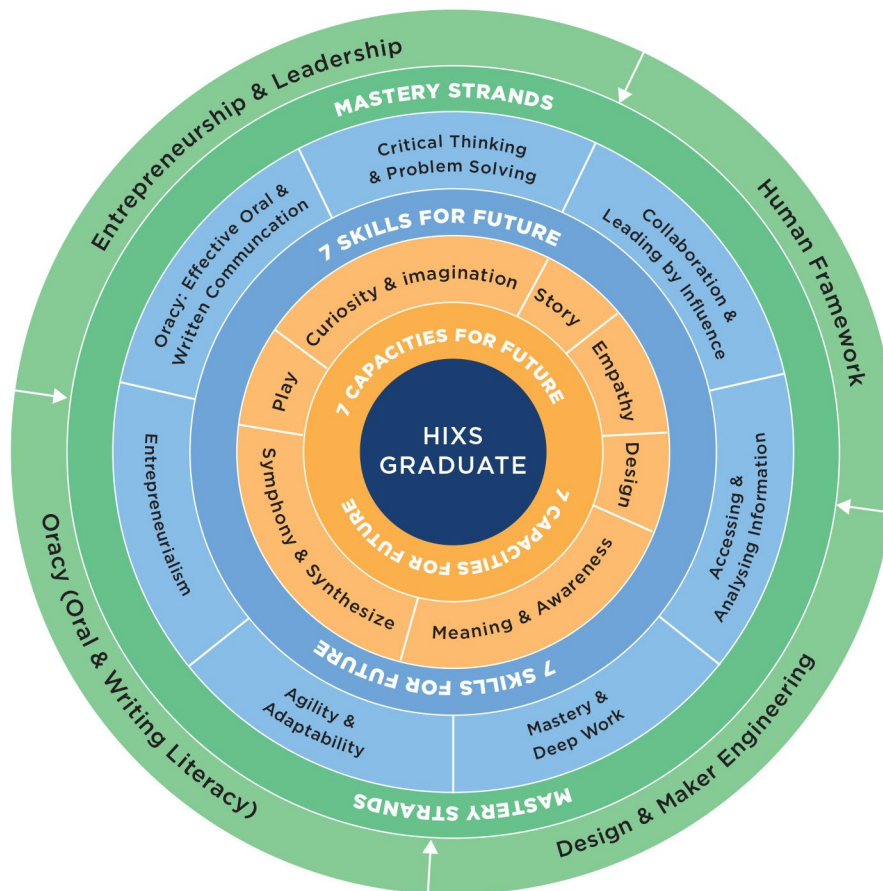 Entrepreneurship & Leadership
Human Framework
Design & Maker Engineering
Oracy (Oral & Writing Literacy)
MASTERY STRANDS
MASTERY STRANDS
Critical Thinking
& Problem Solving
Collaboration &
Leading by Influence
Accessing &
Analysing Information
Mastery &
Deep Work
Agility &
Adaptability
Entrepreneurialism
Oracy: Effective Oral &
Written Communcation
7 SKILLS FOR FUTURE
7 SKILLS FOR FUTURE
Curiosity & imagination
Story
Empathy
Design
Meaning & Awareness
Symphony & Synthesize
Play
7 CAPACITIES FOR FUTURE
7 CAPACITIES FOR FUTURE
HIXS
GRADUATE